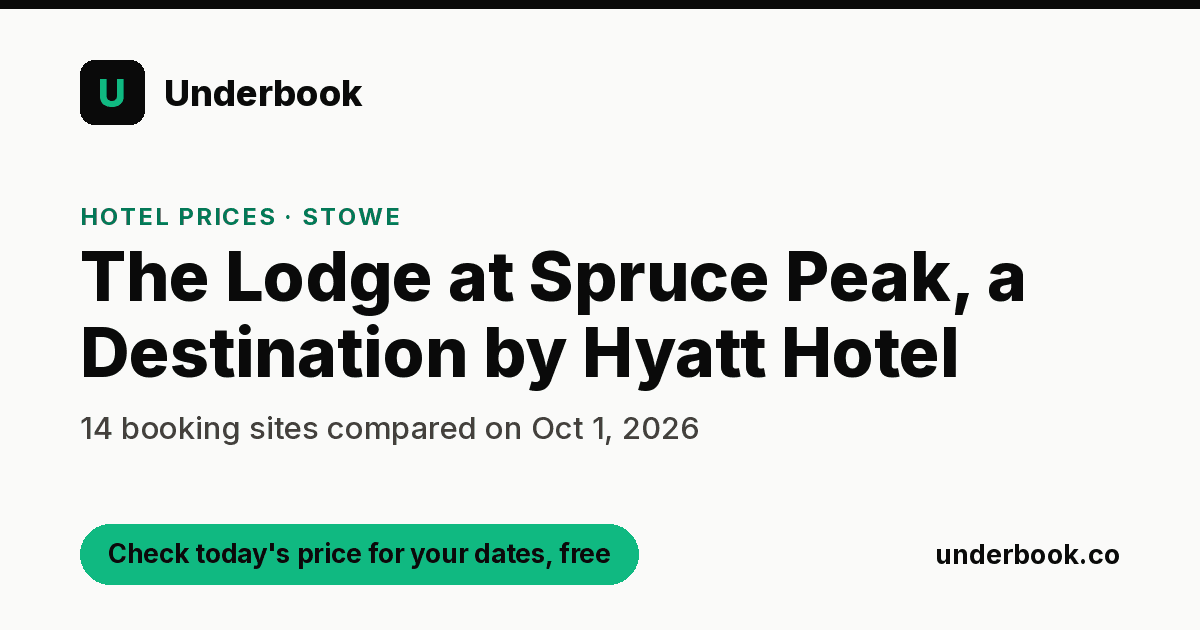 U Underbook
HOTEL PRICES · STOWE
The Lodge at Spruce Peak, a
Destination by Hyatt Hotel
14 booking sites compared on Oct 1, 2026
Check today's price for your dates, free
underbook.co